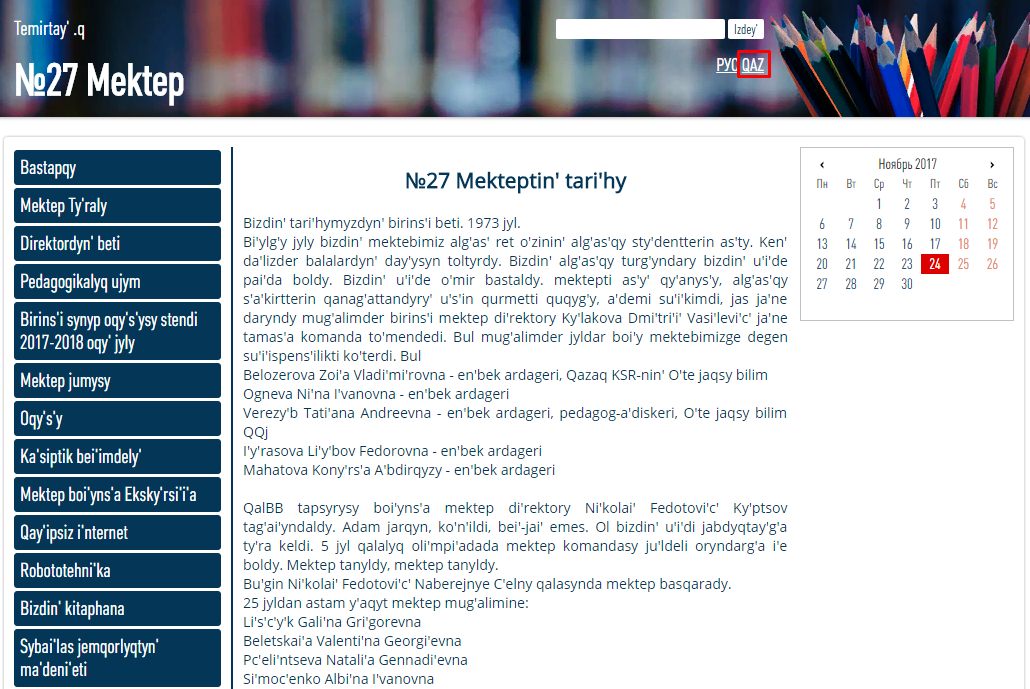 Temirtay' .q
Izdey'
№27 Mektep
РУС QAZ
Bastapqy
Mektep Ty'raly
Direktordyn' beti
Pedagogikalyq ujym
Birins'i synyp oqy's'ysy stendi
2017-2018 oqy' jyly
Mektep jumysy
Oqy's'y
Ka'siptik bei'imdely'
Mektep boi'yns'a Eksky'rsi'i'a
Qay'ipsiz i'nternet
Robototehni'ka
Bizdin' kitaphana
Sybai'las jemqorlyqtyn'
ma'deni'eti
№27 Mekteptin' tari'hy
Bizdin' tari'hymyzdyn' birins'i beti. 1973 jyl.
Bi'ylg'y jyly bizdin' mektebimiz alg'as' ret o'zinin' alg'as'qy sty'dentterin as'ty. Ken'
da'lizder balalardyn' day'ysyn toltyrdy. Bizdin' alg'as'qy turg'yndary bizdin' u'i'de
pai'da boldy. Bizdin' u'i'de o'mir bastaldy. mektepti as'y' qy'anys'y, alg'as'qy
s'a'kirtterin qanag'attandyry' u's'in qurmetti quqyg'y, a'demi su'i'kimdi, jas ja'ne
daryndy mug'alimder birins'i mektep di'rektory Ky'lakova Dmi'tri'i' Vasi'levi'c' ja'ne
tamas'a komanda to'mendedi. Bul mug'alimder jyldar boi'y mektebimizge degen
su'i'ispens'ilikti ko'terdi. Bul
Belozerova Zoi'a Vladi'mi'rovna - en'bek ardageri, Qazaq KSR-nin' O'te jaqsy bilim
Ogneva Ni'na I'vanovna - en'bek ardageri
Verezy'b Tati'ana Andreevna - en'bek ardageri, pedagog-a'diskeri, O'te jaqsy bilim
QQj
I'y'rasova Li'y'bov Fedorovna - en'bek ardageri
Mahatova Kony'rs'a A'bdirqyzy - en'bek ardageri
QalBB tapsyrysy boi'yns'a mektep di'rektory Ni'kolai' Fedotovi'c' Ky'ptsov
tag'ai'yndaldy. Adam jarqyn, ko'n'ildi, bei'-jai' emes. Ol bizdin' u'i'di jabdyqtay'g'a
ty'ra keldi. 5 jyl qalalyq oli'mpi'adada mektep komandasy ju'ldeli oryndarg'a i'e
boldy. Mektep tanyldy, mektep tanyldy.
Bu'gin Ni'kolai' Fedotovi'c' Naberejnye C'elny qalasynda mektep basqarady.
25 jyldan astam y'aqyt mektep mug'alimine:
Li's'c'y'k Gali'na Gri'gorevna
Beletskai'a Valenti'na Georgi'evna
Pc'eli'ntseva Natali'a Gennadi'evna
Si'moc'enko Albi'na I'vanovna
‹ Ноябрь 2017 ›
Пн Вт Ср Чт Пт Сб Вс
1 2 3 4 5
6 7 8 9 10 11 12
13 14 15 16 17 18 19
20 21 22 23 24 25 26
27 28 29 30